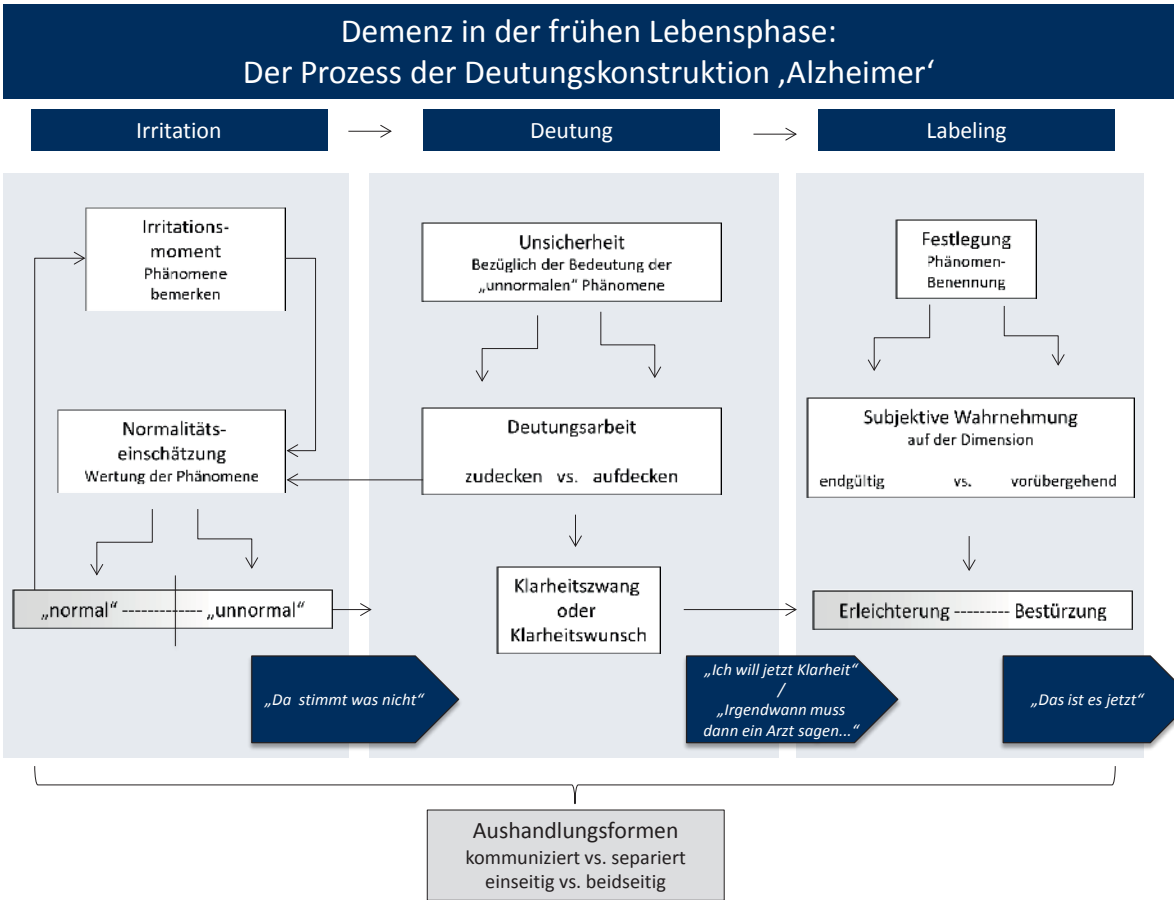 Demenz in der frühen Lebensphase:
Der Prozess der Deutungskonstruktion ‚Alzheimer‘
Irritation
Deutung
Labeling
Irritations-
moment
Phänomene
bemerken
Normalitäts-
einschätzung
Wertung der Phänomene
„normal“ ------------- „unnormal“
„Da stimmt was nicht“
Unsicherheit
Bezüglich der Bedeutung der
„unnormalen“ Phänomene
Deutungsarbeit
zudecken vs. aufdecken
Klarheitszwang
oder
Klarheitswunsch
„Ich will jetzt Klarheit“
/
„Irgendwann muss
dann ein Arzt sagen...“
Festlegung
Phänomen-
Benennung
Subjektive Wahrnehmung
auf der Dimension
endgültig vs. vorübergehend
Erleichterung --------- Bestürzung
„Das ist es jetzt“
Aushandlungsformen
kommuniziert vs. separiert
einseitig vs. beidseitig